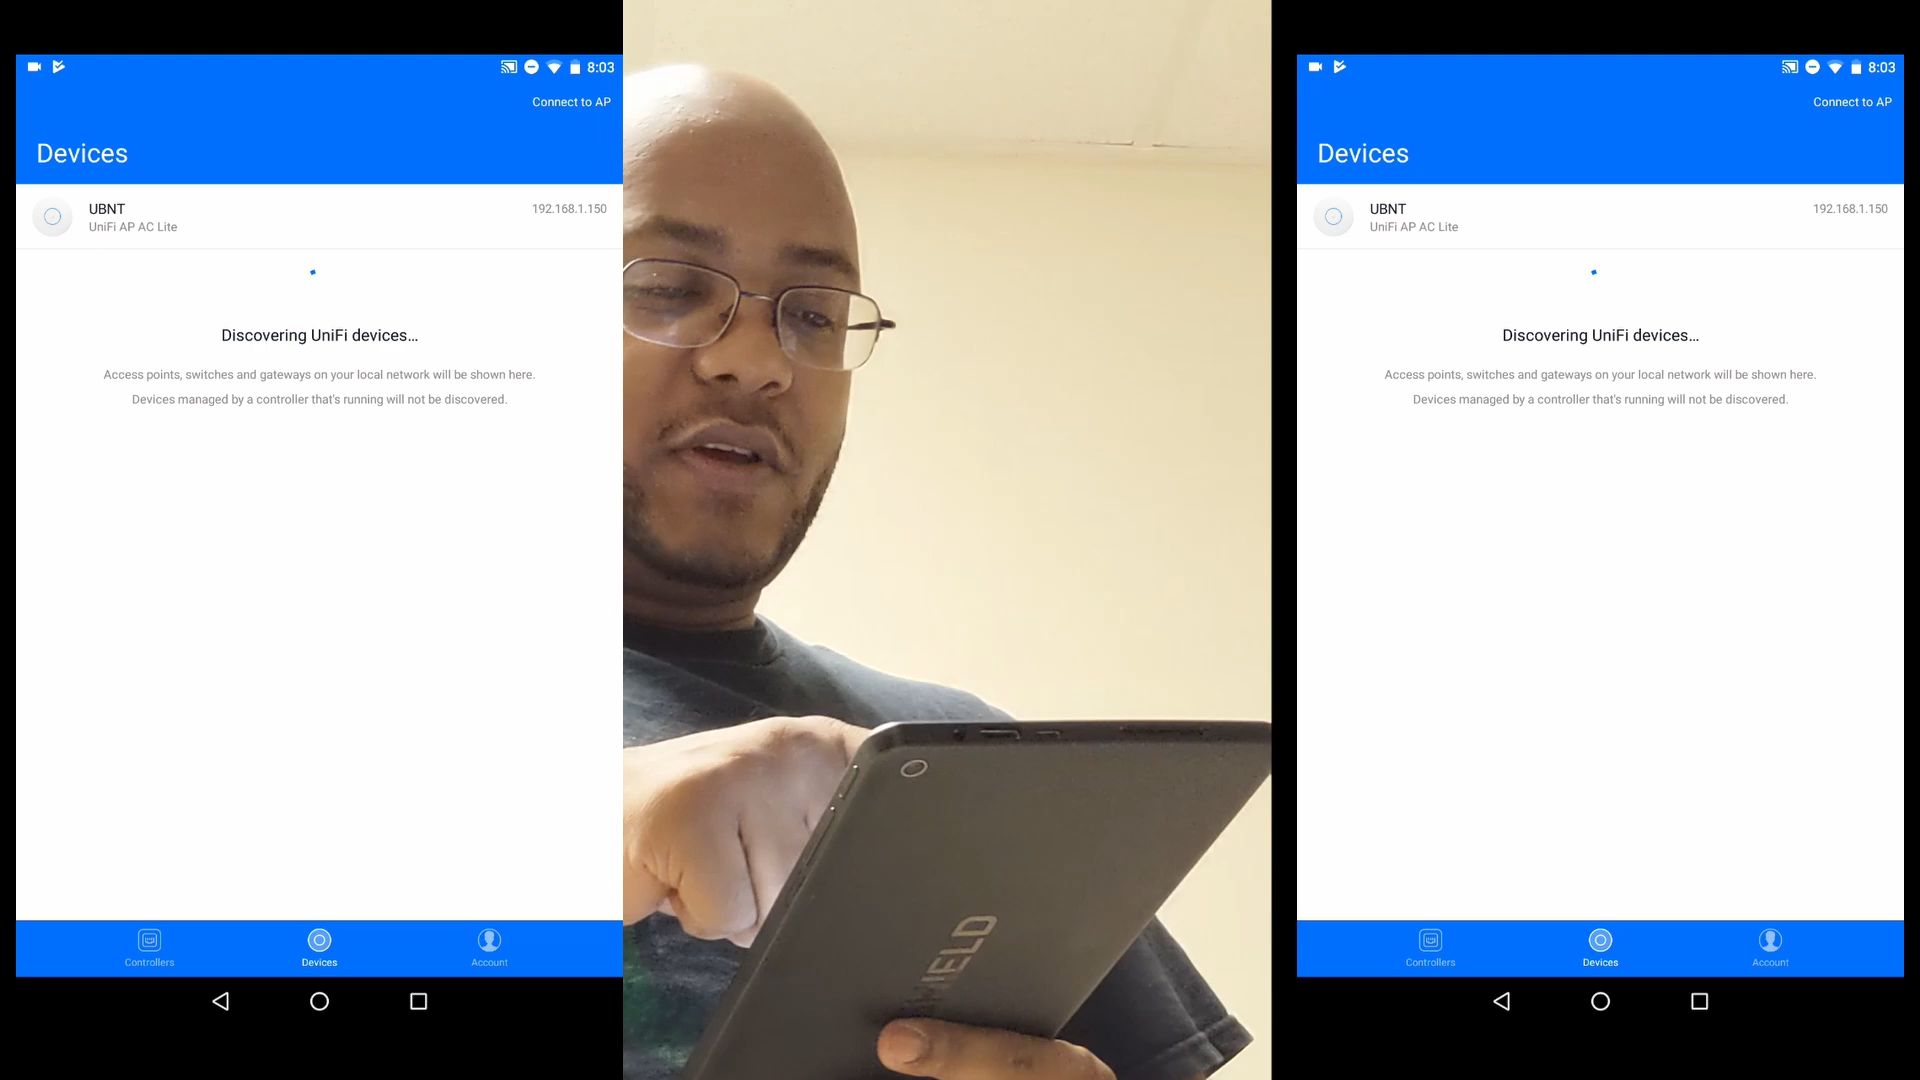 8:03
Connect to AP
Devices
UBNT
192.168.1.150
UniFi AP AC Lite
Discovering UniFi devices...
Access points, switches and gateways on your local network will be shown here.
Devices managed by a controller that's running will not be discovered.
Controllers
Devices
Account
SHIELD
8:03
Connect to AP
Devices
UBNT
192.168.1.150
UniFi AP AC Lite
Discovering UniFi devices...
Access points, switches and gateways on your local network will be shown here.
Devices managed by a controller that's running will not be discovered.
Controllers
Devices
Account